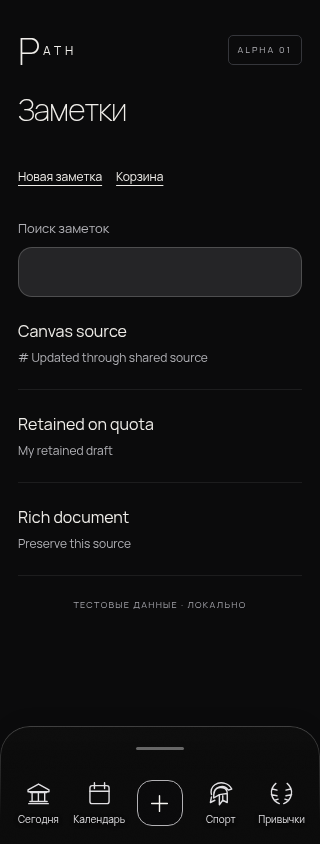 PATH
ALPHA 01
Заметки
Новая заметка Корзина
Поиск заметок
Canvas source
# Updated through shared source
Retained on quota
My retained draft
Rich document
Preserve this source
ТЕСТОВЫЕ ДАННЫЕ · ЛОКАЛЬНО
Сегодня Календарь Спорт Привычки